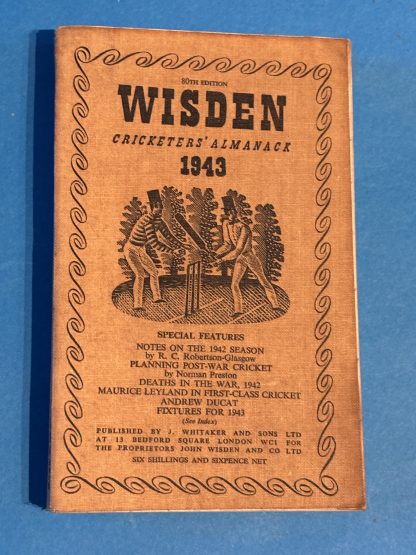 80TH EDITION
WISDEN
CRICKETERS' ALMANACK
1943
SPECIAL FEATURES
NOTES ON THE 1942 SEASON
by R. C. Robertson-Glasgow
PLANNING POST-WAR CRICKET
by Norman Preston
DEATHS IN THE WAR, 1942
MAURICE LEYLAND IN FIRST-CLASS CRICKET
ANDREW DUCAT
FIXTURES FOR 1943
(See Index)
PUBLISHED BY J. WHITAKER AND SONS LTD
AT 13 BEDFORD SQUARE LONDON WC1 FOR
THE PROPRIETORS JOHN WISDEN AND CO LTD
SIX SHILLINGS AND SIXPENCE NET